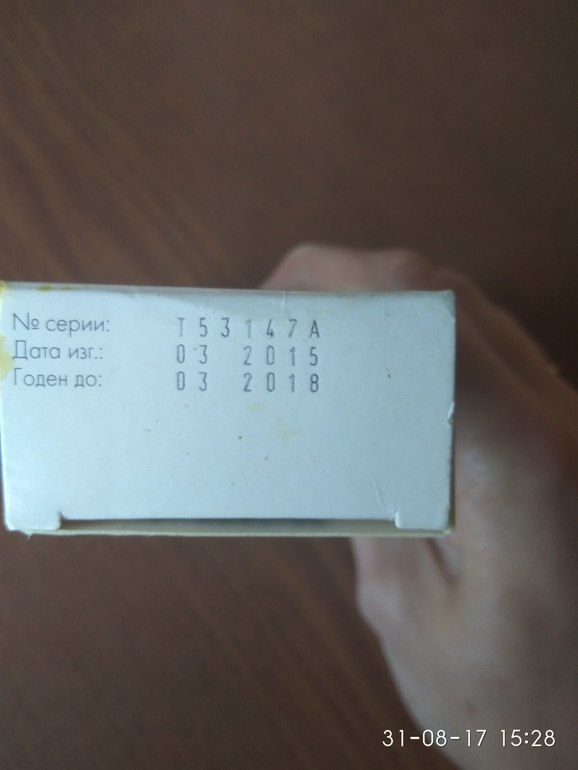 № серии: T53147A
Дата изг.: 03 2015
Годен до: 03 2018
31-08-17 15:28